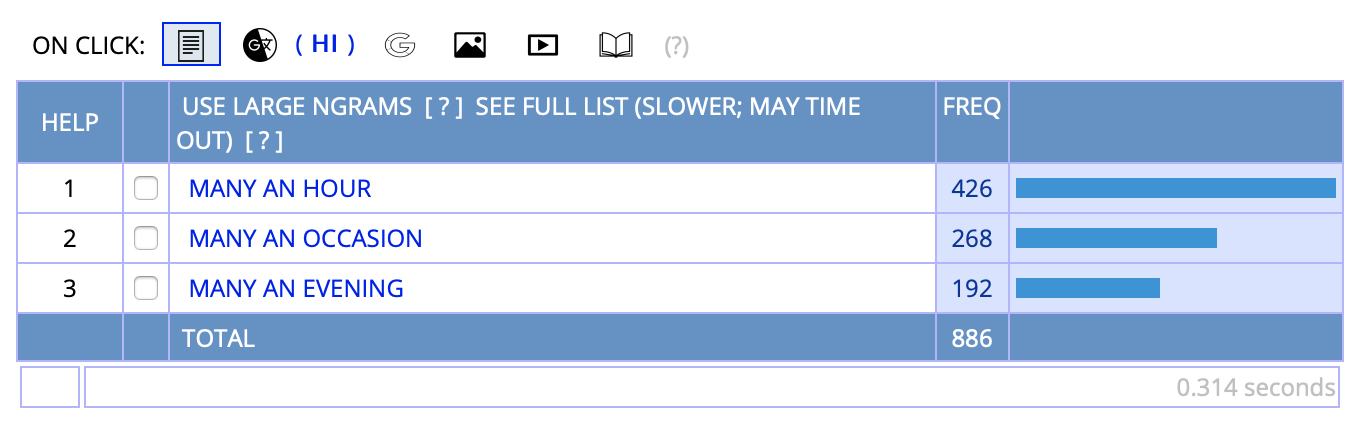 ON CLICK: ( HI ) (?)
HELP USE LARGE NGRAMS [ ? ] SEE FULL LIST (SLOWER; MAY TIME FREQ
OUT) [ ? ]
1 MANY AN HOUR 426
2 MANY AN OCCASION 268
3 MANY AN EVENING 192
TOTAL 886
0.314 seconds